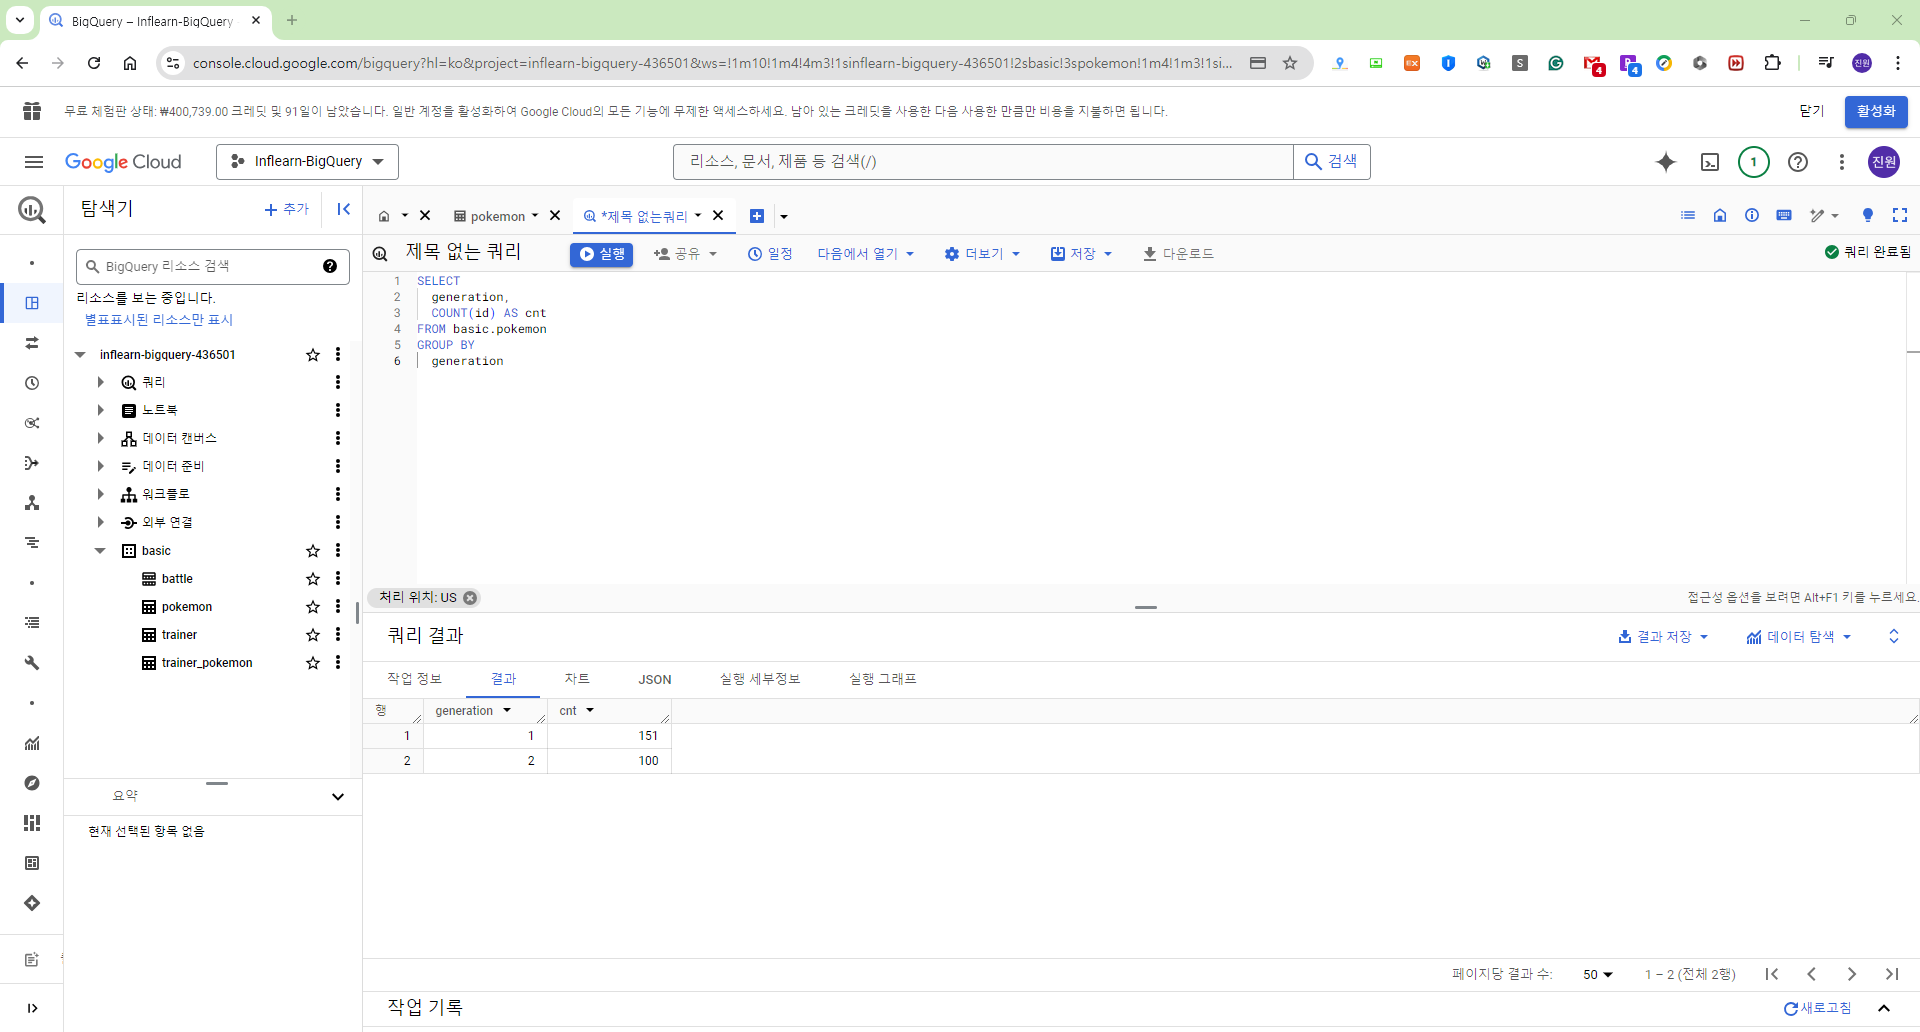 BigQuery – Inflearn-BigQuery
console.cloud.google.com/bigquery?hl=ko&project=inflearn-bigquery-436501&ws=!1m10!1m4!4m3!1sinflearn-bigquery-436501!2sbasic!3spokemon!1m4!1m3!1si...
4
4
진원
무료 체험판 상태: ₩400,739.00 크레딧 및 91일이 남았습니다. 일반 계정을 활성화하여 Google Cloud의 모든 기능에 무제한 액세스하세요. 남아 있는 크레딧을 사용한 다음 사용한 만큼만 비용을 지불하면 됩니다.
닫기
활성화
Google Cloud
Inflearn-BigQuery
리소스, 문서, 제품 등 검색(/)
검색
1
진원
탐색기
추가
pokemon
*제목 없는쿼리
BigQuery 리소스 검색
제목 없는 쿼리
실행
공유
일정
다음에서 열기
더보기
저장
다운로드
쿼리 완료됨
리소스를 보는 중입니다.
별표표시된 리소스만 표시
inflearn-bigquery-436501
쿼리
노트북
데이터 캔버스
데이터 준비
워크플로
외부 연결
basic
battle
pokemon
trainer
trainer_pokemon
요약
현재 선택된 항목 없음
1 SELECT
2 generation,
3 COUNT(id) AS cnt
4 FROM basic.pokemon
5 GROUP BY
6 generation
처리 위치: US
접근성 옵션을 보려면 Alt+F1 키를 누르세요.
쿼리 결과
결과 저장
데이터 탐색
작업 정보
결과
차트
JSON
실행 세부정보
실행 그래프
행 generation cnt
1 1 151
2 2 100
페이지당 결과 수: 50 1 – 2 (전체 2행)
작업 기록
새로고침